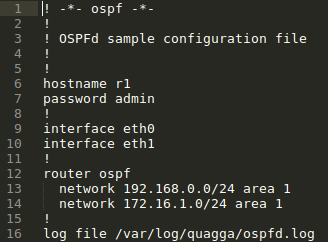 1 ! -*- ospf -*-
2 !
3 ! OSPFd sample configuration file
4 !
5 !
6 hostname r1
7 password admin
8 !
9 interface eth0
10 interface eth1
11 !
12 router ospf
13   network 192.168.0.0/24 area 1
14   network 172.16.1.0/24 area 1
15 !
16 log file /var/log/quagga/ospfd.log